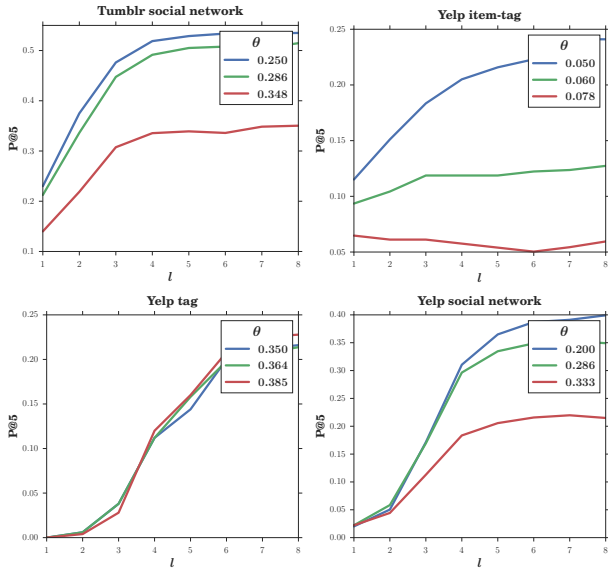 Tumblr social network
θ
0.250
0.286
0.348
0.5
0.4
0.3
0.2
0.1
P@5
1 2 3 4 5 6 7 8
l
Yelp item-tag
θ
0.050
0.060
0.078
0.25
0.20
0.15
0.10
0.05
P@5
1 2 3 4 5 6 7 8
l
Yelp tag
θ
0.350
0.364
0.385
0.25
0.20
0.15
0.10
0.05
0.00
P@5
1 2 3 4 5 6 7 8
l
Yelp social network
θ
0.200
0.286
0.333
0.40
0.35
0.30
0.25
0.20
0.15
0.10
0.05
0.00
P@5
1 2 3 4 5 6 7 8
l